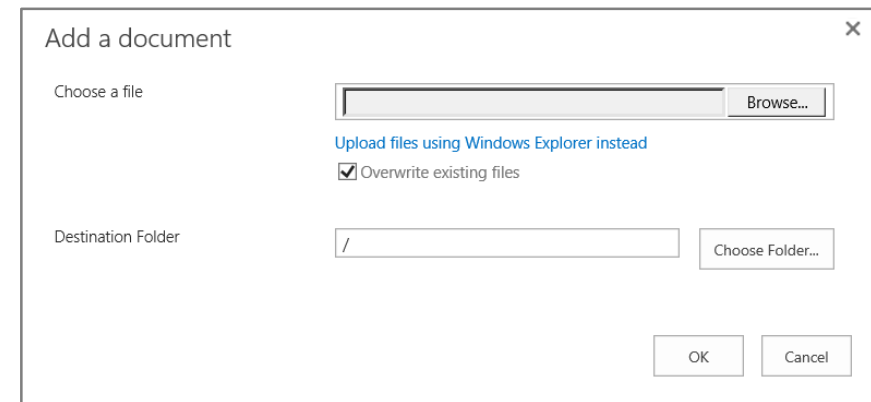 Add a document
Choose a file
Browse...
Upload files using Windows Explorer instead
Overwrite existing files
Destination Folder
/
Choose Folder...
OK
Cancel